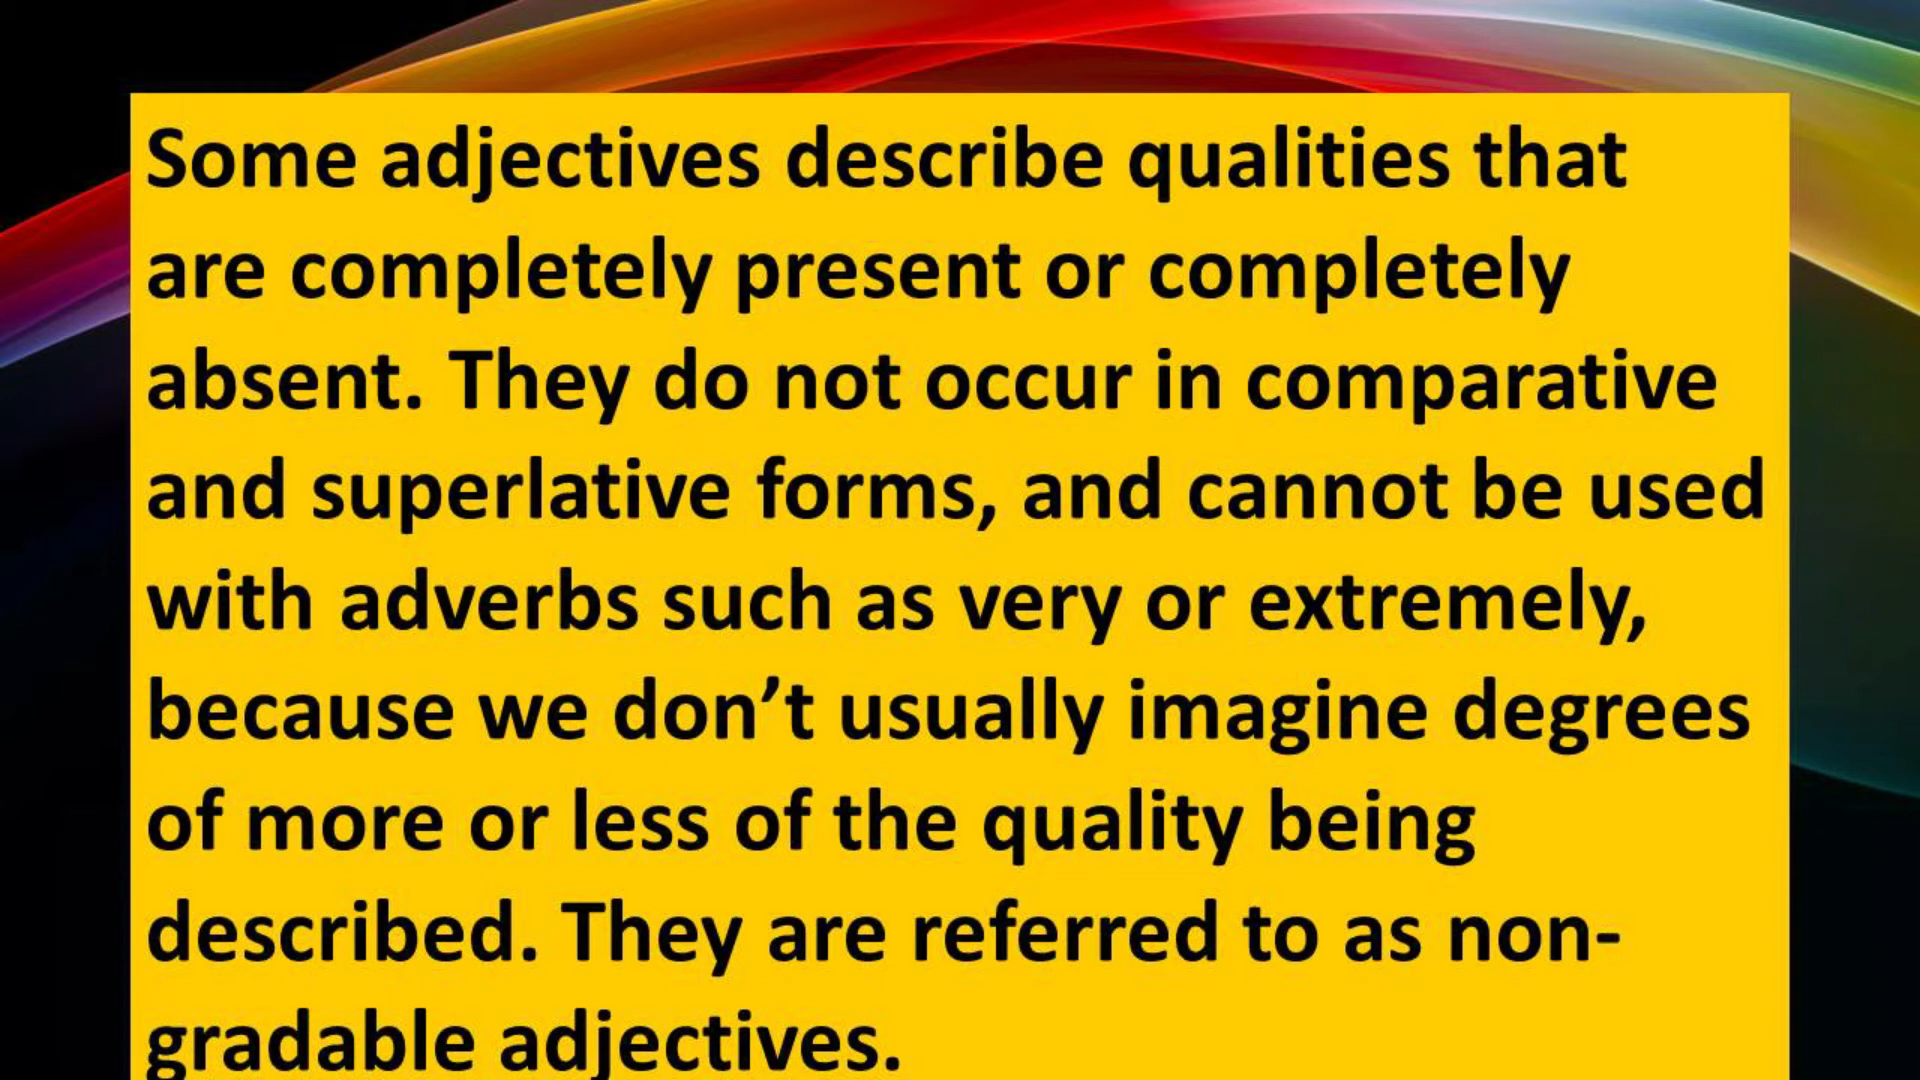 Some adjectives describe qualities that
are completely present or completely
absent. They do not occur in comparative
and superlative forms, and cannot be used
with adverbs such as very or extremely,
because we don’t usually imagine degrees
of more or less of the quality being
described. They are referred to as non-
gradable adjectives.